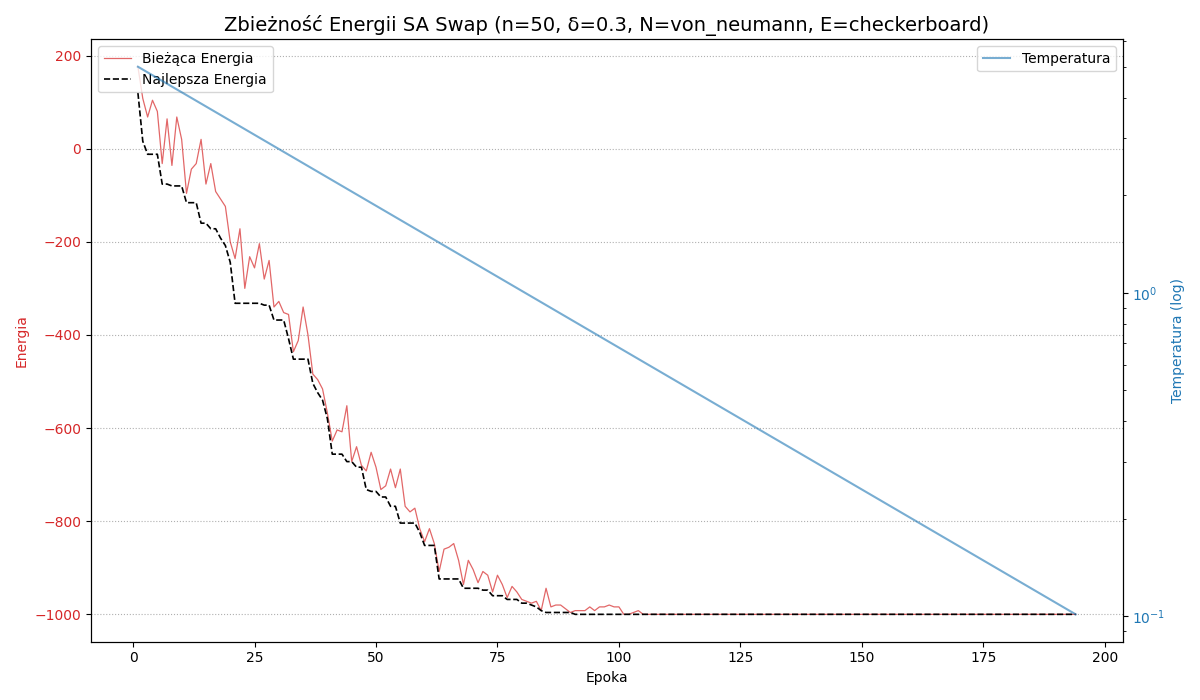 Zbieżność Energii SA Swap (n=50, δ=0.3, N=von_neumann, E=checkerboard)
Bieżąca Energia
Najlepsza Energia
Temperatura
200
0
−200
−400
−600
−800
−1000
Energia
10⁰
10⁻¹
Temperatura (log)
0
25
50
75
100
125
150
175
200
Epoka